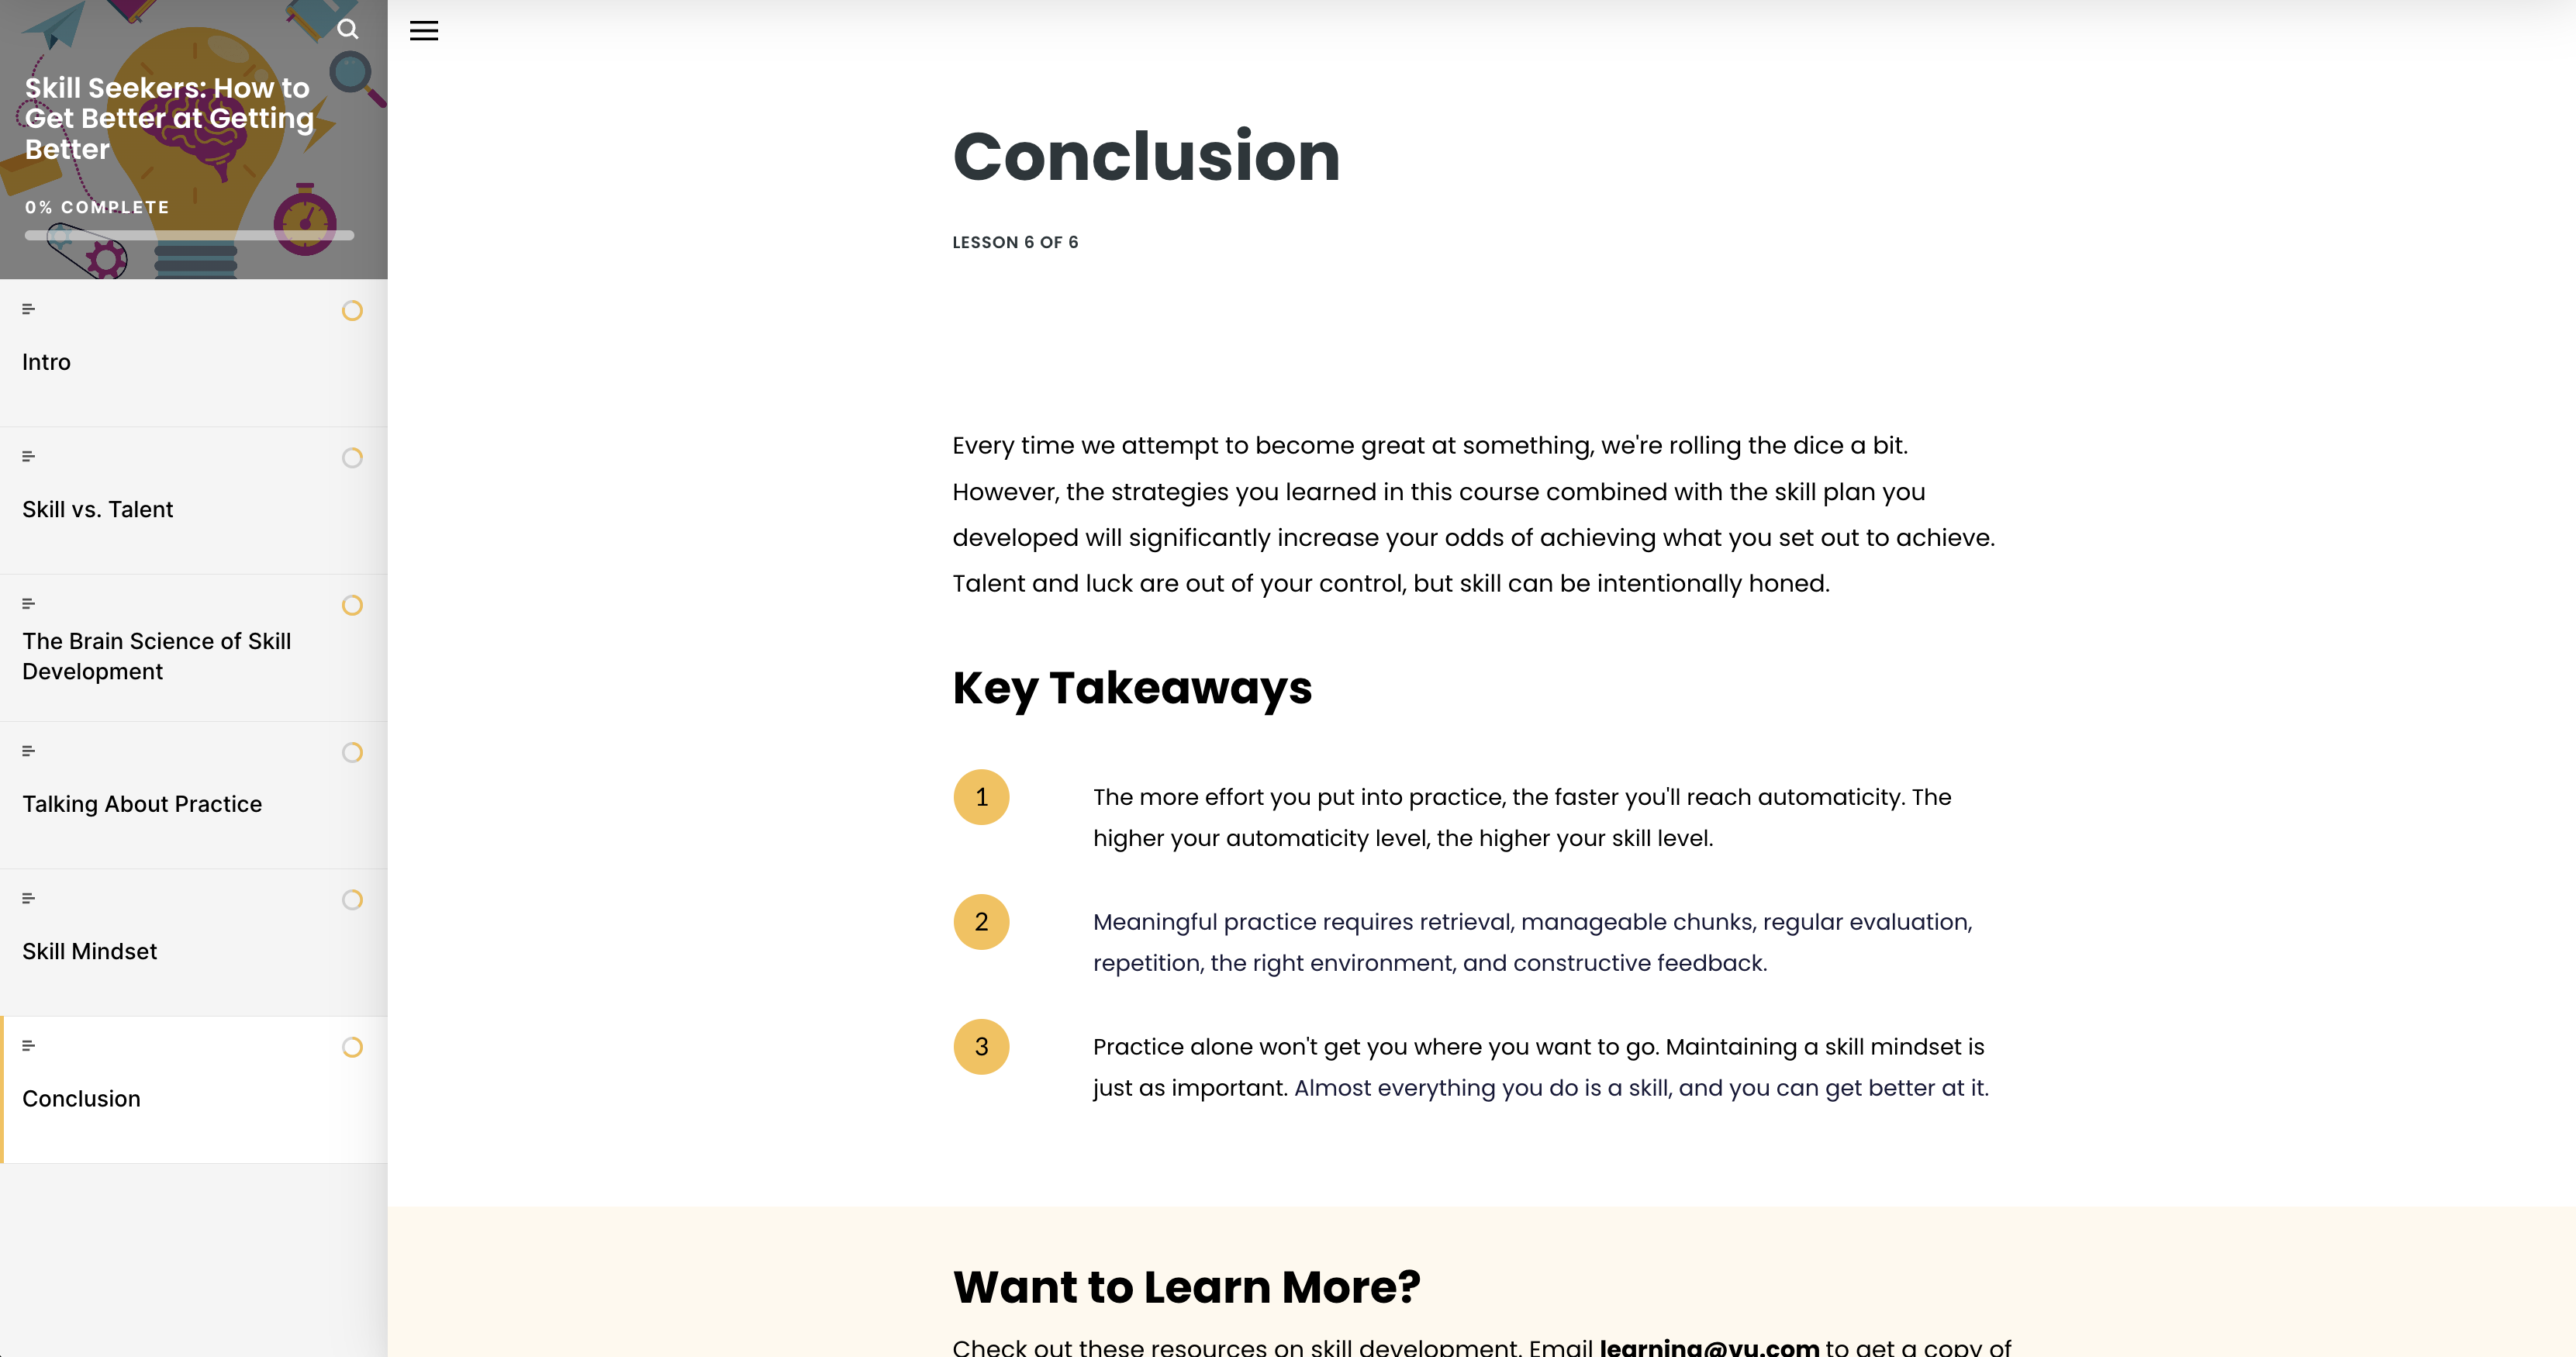 Skill Seekers: How to
Get Better at Getting
Better
0% COMPLETE
Intro
Skill vs. Talent
The Brain Science of Skill
Development
Talking About Practice
Skill Mindset
Conclusion
Conclusion
LESSON 6 OF 6
Every time we attempt to become great at something, we're rolling the dice a bit.
However, the strategies you learned in this course combined with the skill plan you
developed will significantly increase your odds of achieving what you set out to achieve.
Talent and luck are out of your control, but skill can be intentionally honed.
Key Takeaways
1
The more effort you put into practice, the faster you'll reach automaticity. The
higher your automaticity level, the higher your skill level.
2
Meaningful practice requires retrieval, manageable chunks, regular evaluation,
repetition, the right environment, and constructive feedback.
3
Practice alone won't get you where you want to go. Maintaining a skill mindset is
just as important. Almost everything you do is a skill, and you can get better at it.
Want to Learn More?
Check out these resources on skill development. Email learning@vu.com to get a copy of